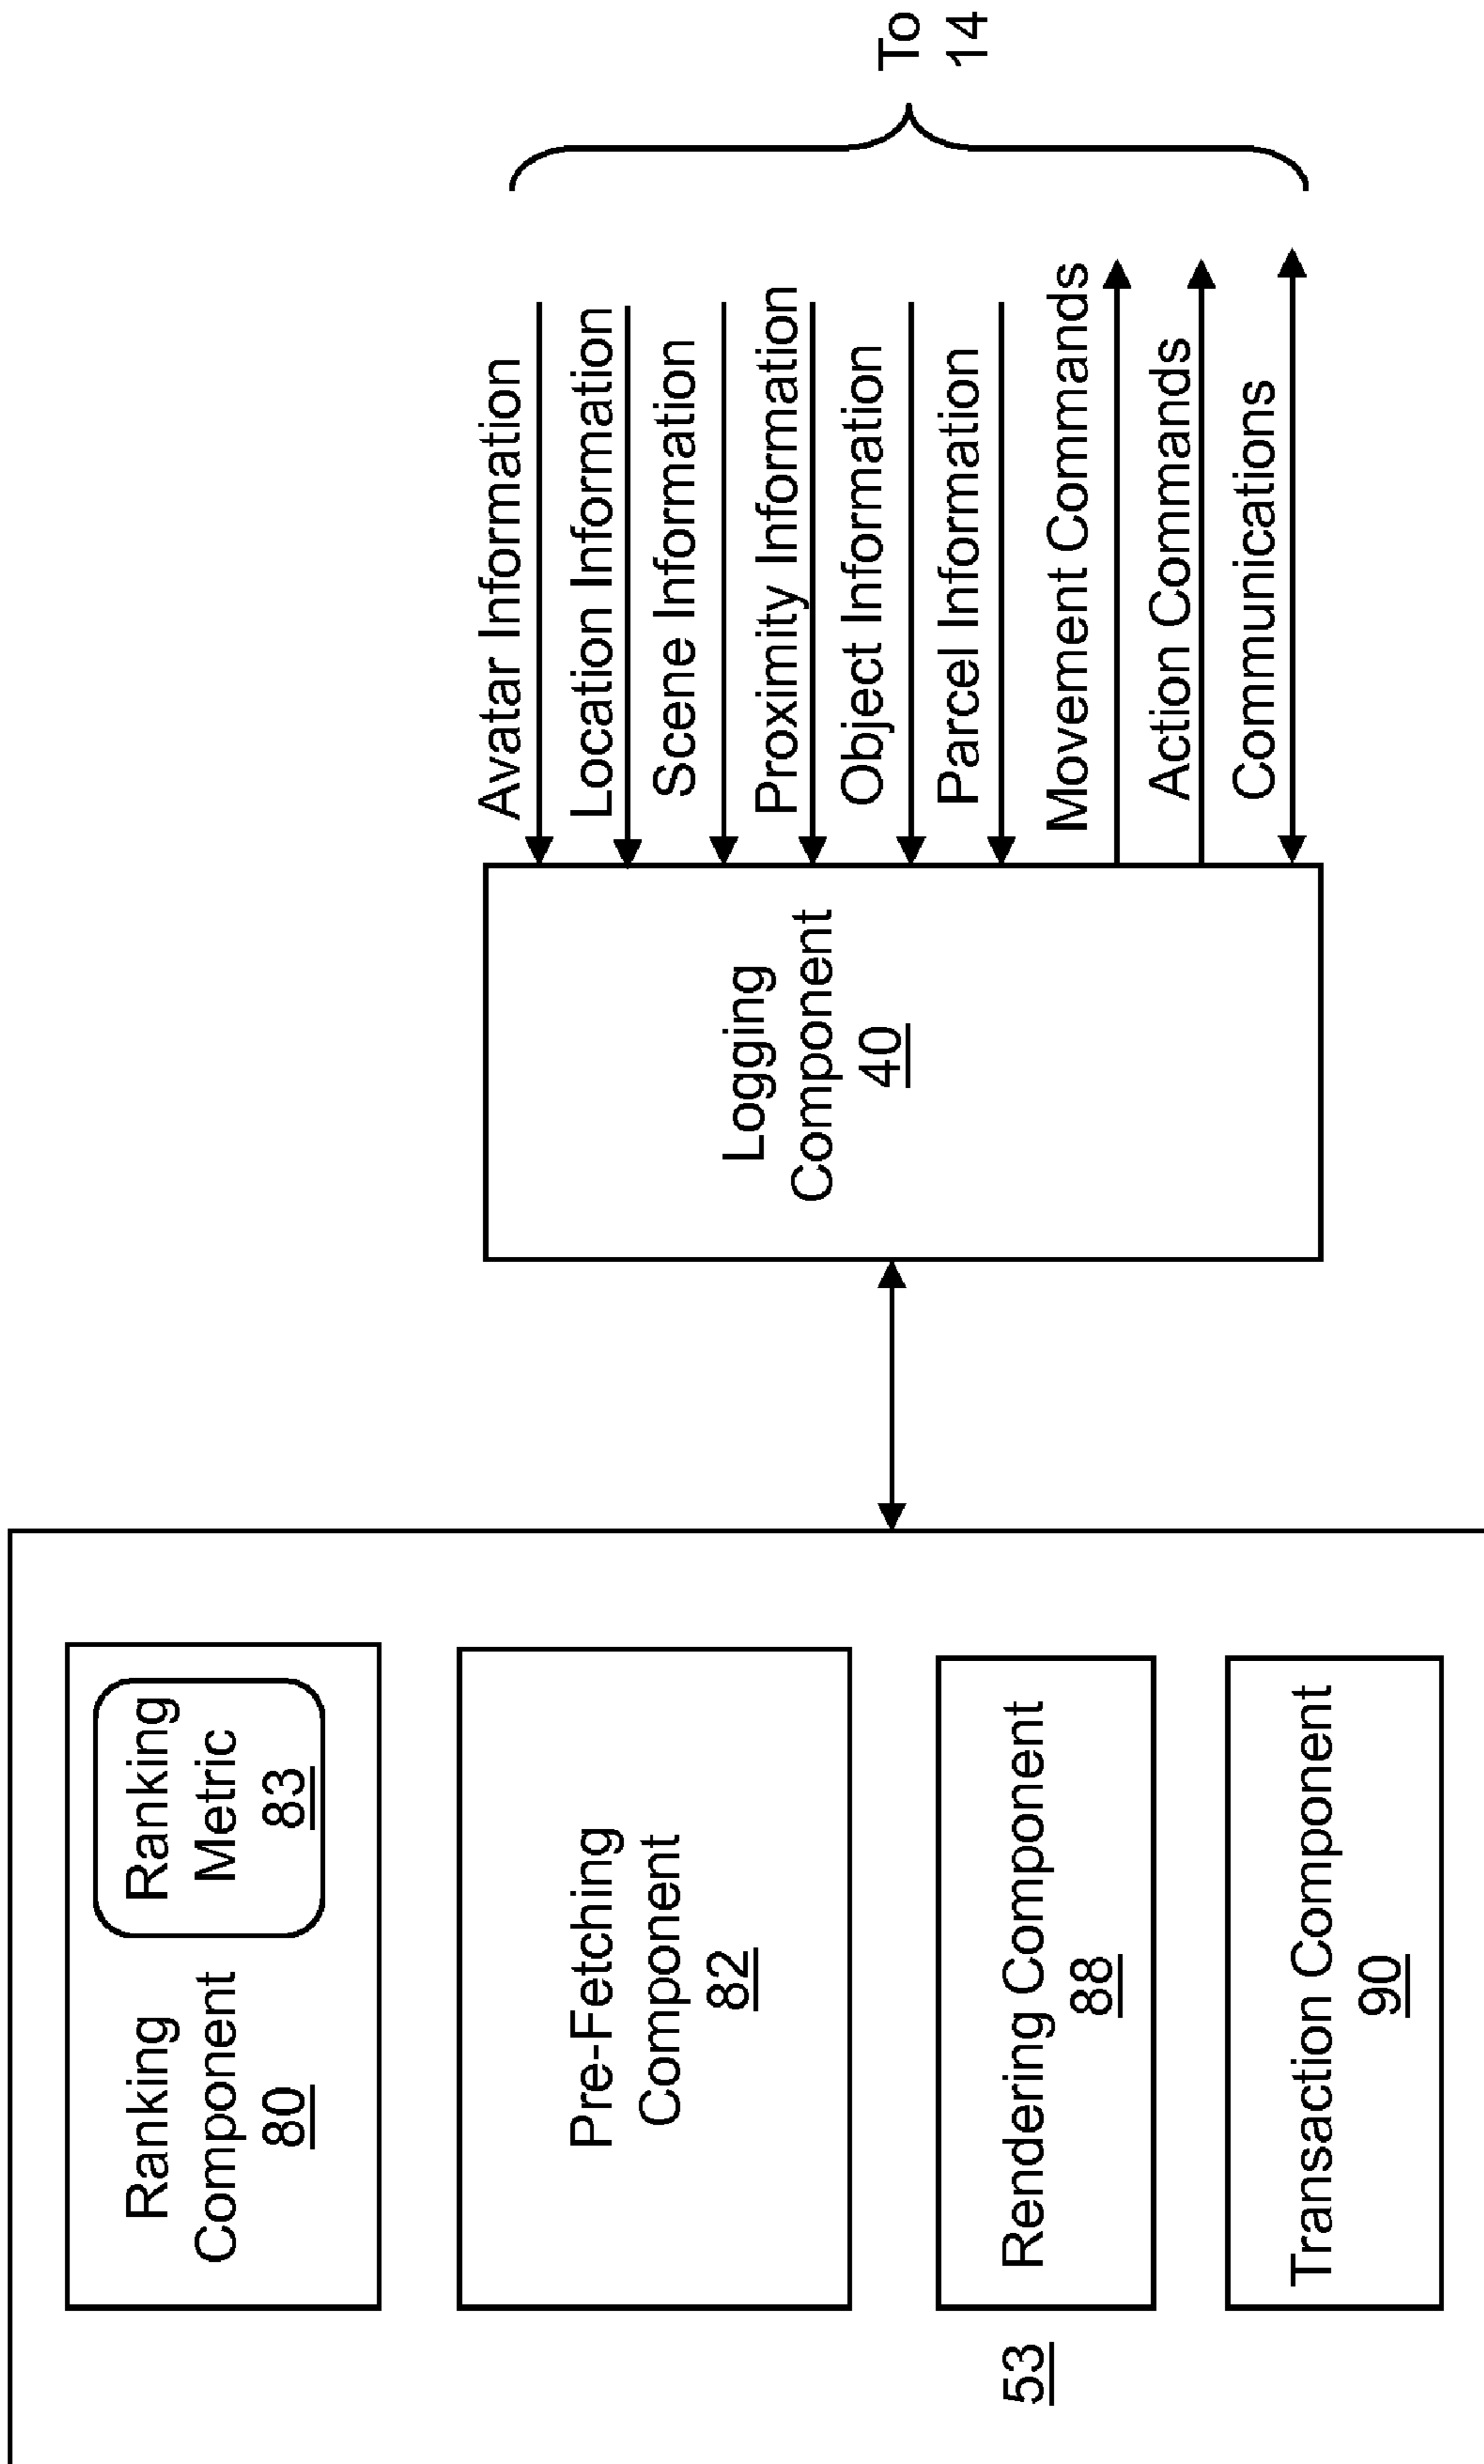 Ranking
Component
80
Ranking
Metric
83
Pre-Fetching
Component
82
Rendering Component
88
Transaction Component
90
53
Logging
Component
40
Avatar Information
Location Information
Scene Information
Proximity Information
Object Information
Parcel Information
Movement Commands
Action Commands
Communications
To
14